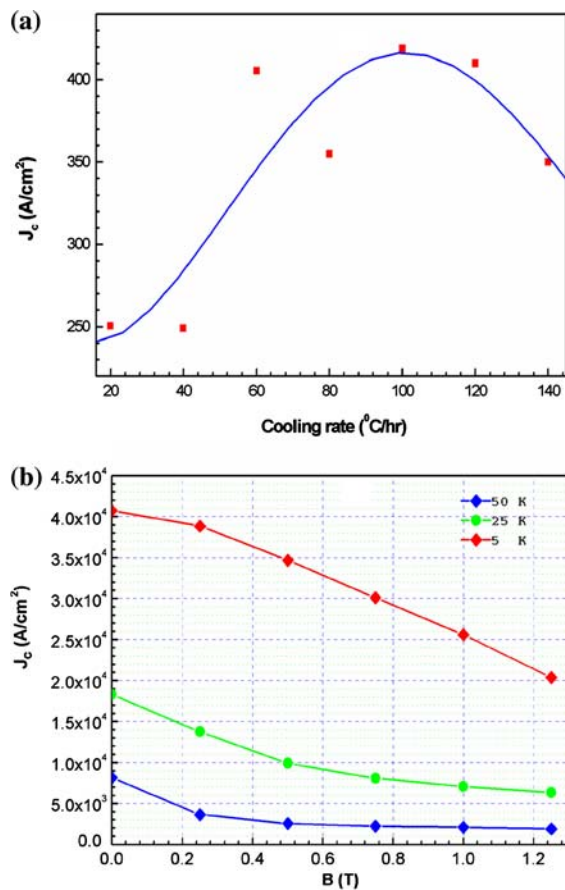 (a)
400
350
300
250
J_c (A/cm²)
20 40 60 80 100 120 140
Cooling rate (⁰C/hr)
(b)
4.5x10⁴
4.0x10⁴
3.5x10⁴
3.0x10⁴
2.5x10⁴
2.0x10⁴
1.5x10⁴
1.0x10⁴
5.0x10³
0.0
J_c (A/cm²)
50 K
25 K
5 K
0.0 0.2 0.4 0.6 0.8 1.0 1.2
B (T)